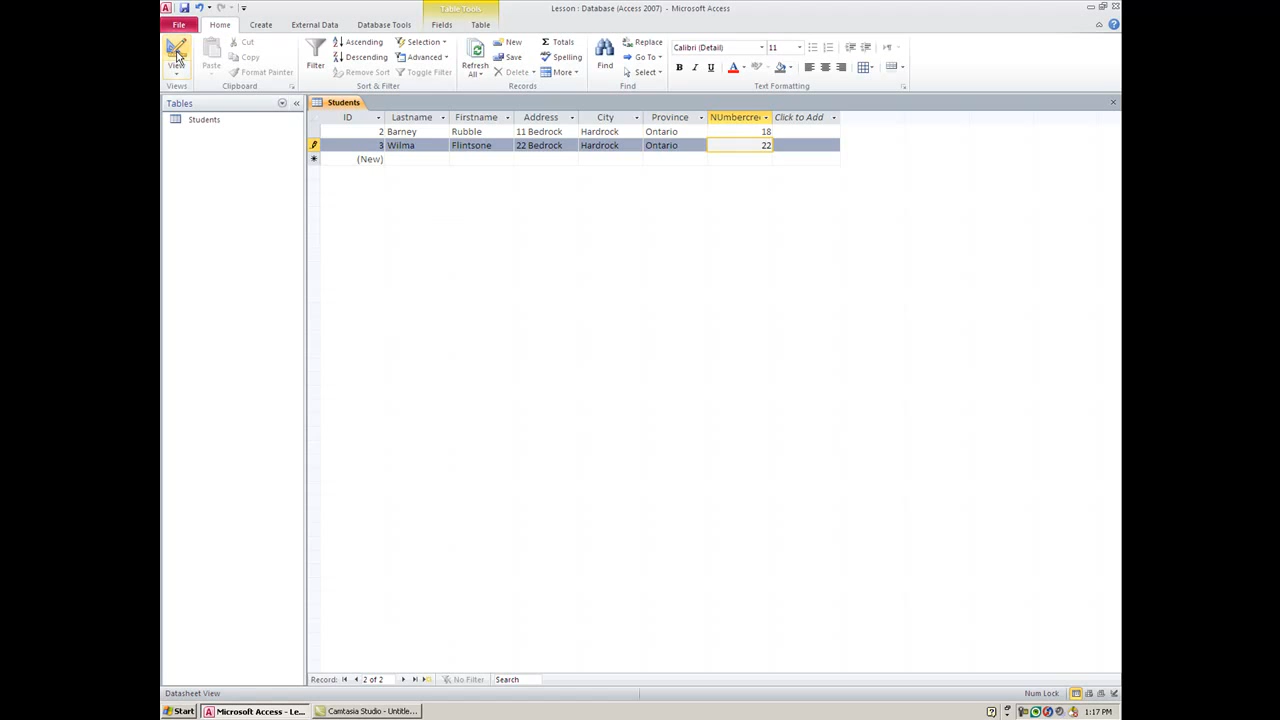 Table Tools
Lesson : Database (Access 2007) - Microsoft Access
File Home Create External Data Database Tools Fields Table
View
Paste
Cut
Copy
Format Painter
Filter
Ascending
Descending
Remove Sort
Selection
Advanced
Toggle Filter
Refresh All
New
Save
Delete
Totals
Spelling
More
Find
Replace
Go To
Select
Calibri (Detail) 11
B I U A
Views Clipboard Sort & Filter Records Find Text Formatting
Tables
Students
Students
ID Lastname Firstname Address City Province Click to Add
2 Barney Rubble 11 Bedrock Hardrock Ontario 18
3 Wilma Flintsone 22 Bedrock Hardrock Ontario 22
(New)
Record: 2 of 2 No Filter Search
Datasheet View Num Lock
Start Microsoft Access - Le... Camtasia Studio - Untitle... 1:17 PM